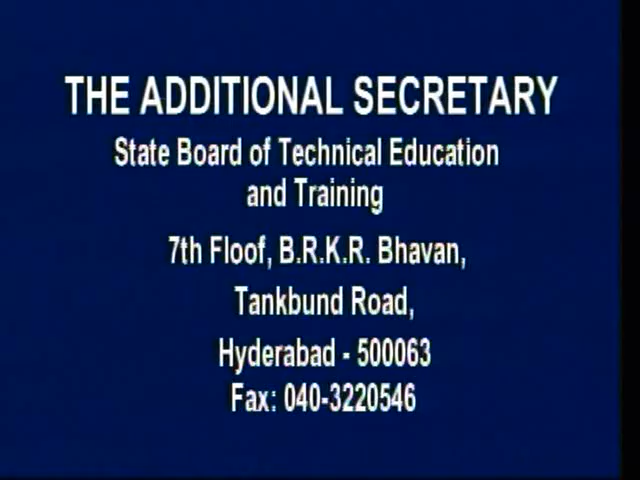 THE ADDITIONAL SECRETARY
State Board of Technical Education
and Training
7th Floof, B.R.K.R. Bhavan,
Tankbund Road,
Hyderabad - 500063
Fax: 040-3220546